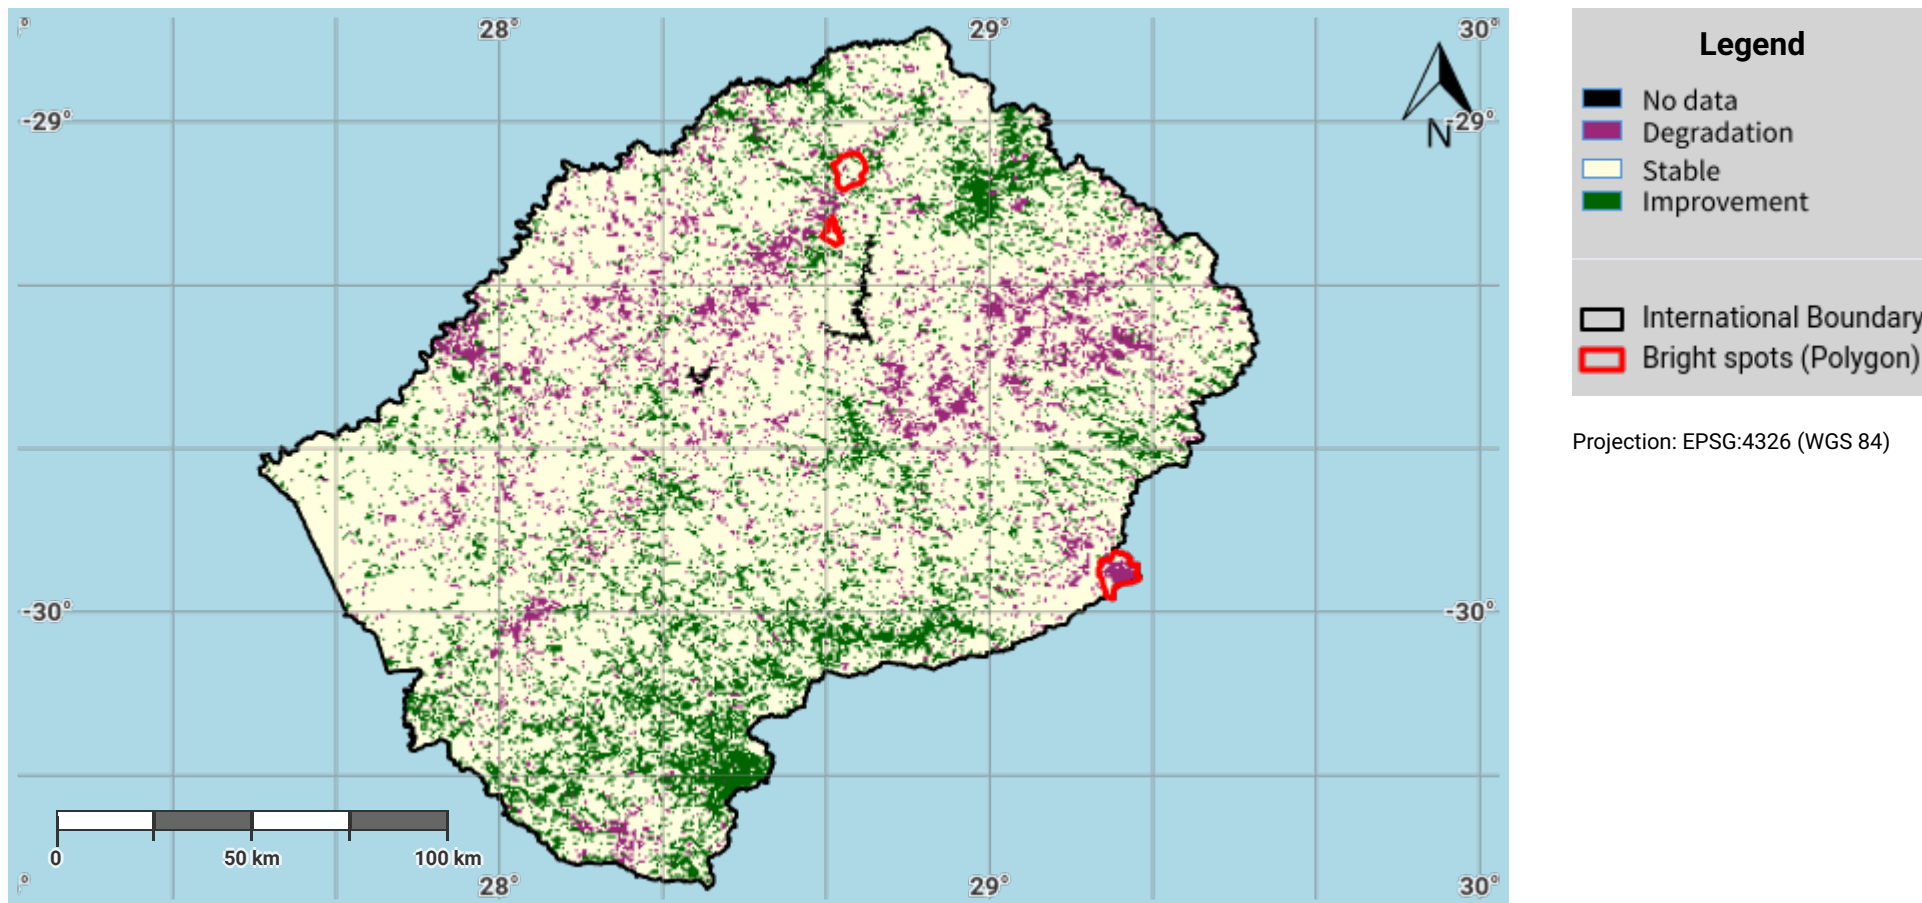 28° 29° 30°
-29° -29°
N
-30° -30°
0 50 km 100 km
28° 29° 30°
Legend
No data
Degradation
Stable
Improvement
International Boundary
Bright spots (Polygon)
Projection: EPSG:4326 (WGS 84)